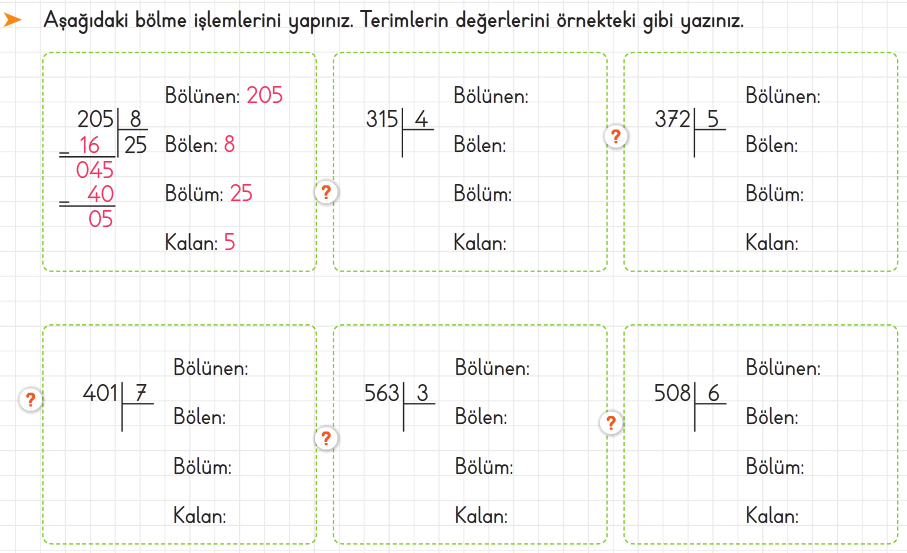 Aşağıdaki bölme işlemlerini yapınız. Terimlerin değerlerini örnekteki gibi yazınız.
205 8
16 25
045
40
05
Bölünen: 205
Bölen: 8
Bölüm: 25
Kalan: 5
?
315 4
Bölünen:
Bölen:
Bölüm:
Kalan:
?
372 5
Bölünen:
Bölen:
Bölüm:
Kalan:
?
401 7
Bölünen:
Bölen:
Bölüm:
Kalan:
?
563 3
Bölünen:
Bölen:
Bölüm:
Kalan:
?
508 6
Bölünen:
Bölen:
Bölüm:
Kalan: